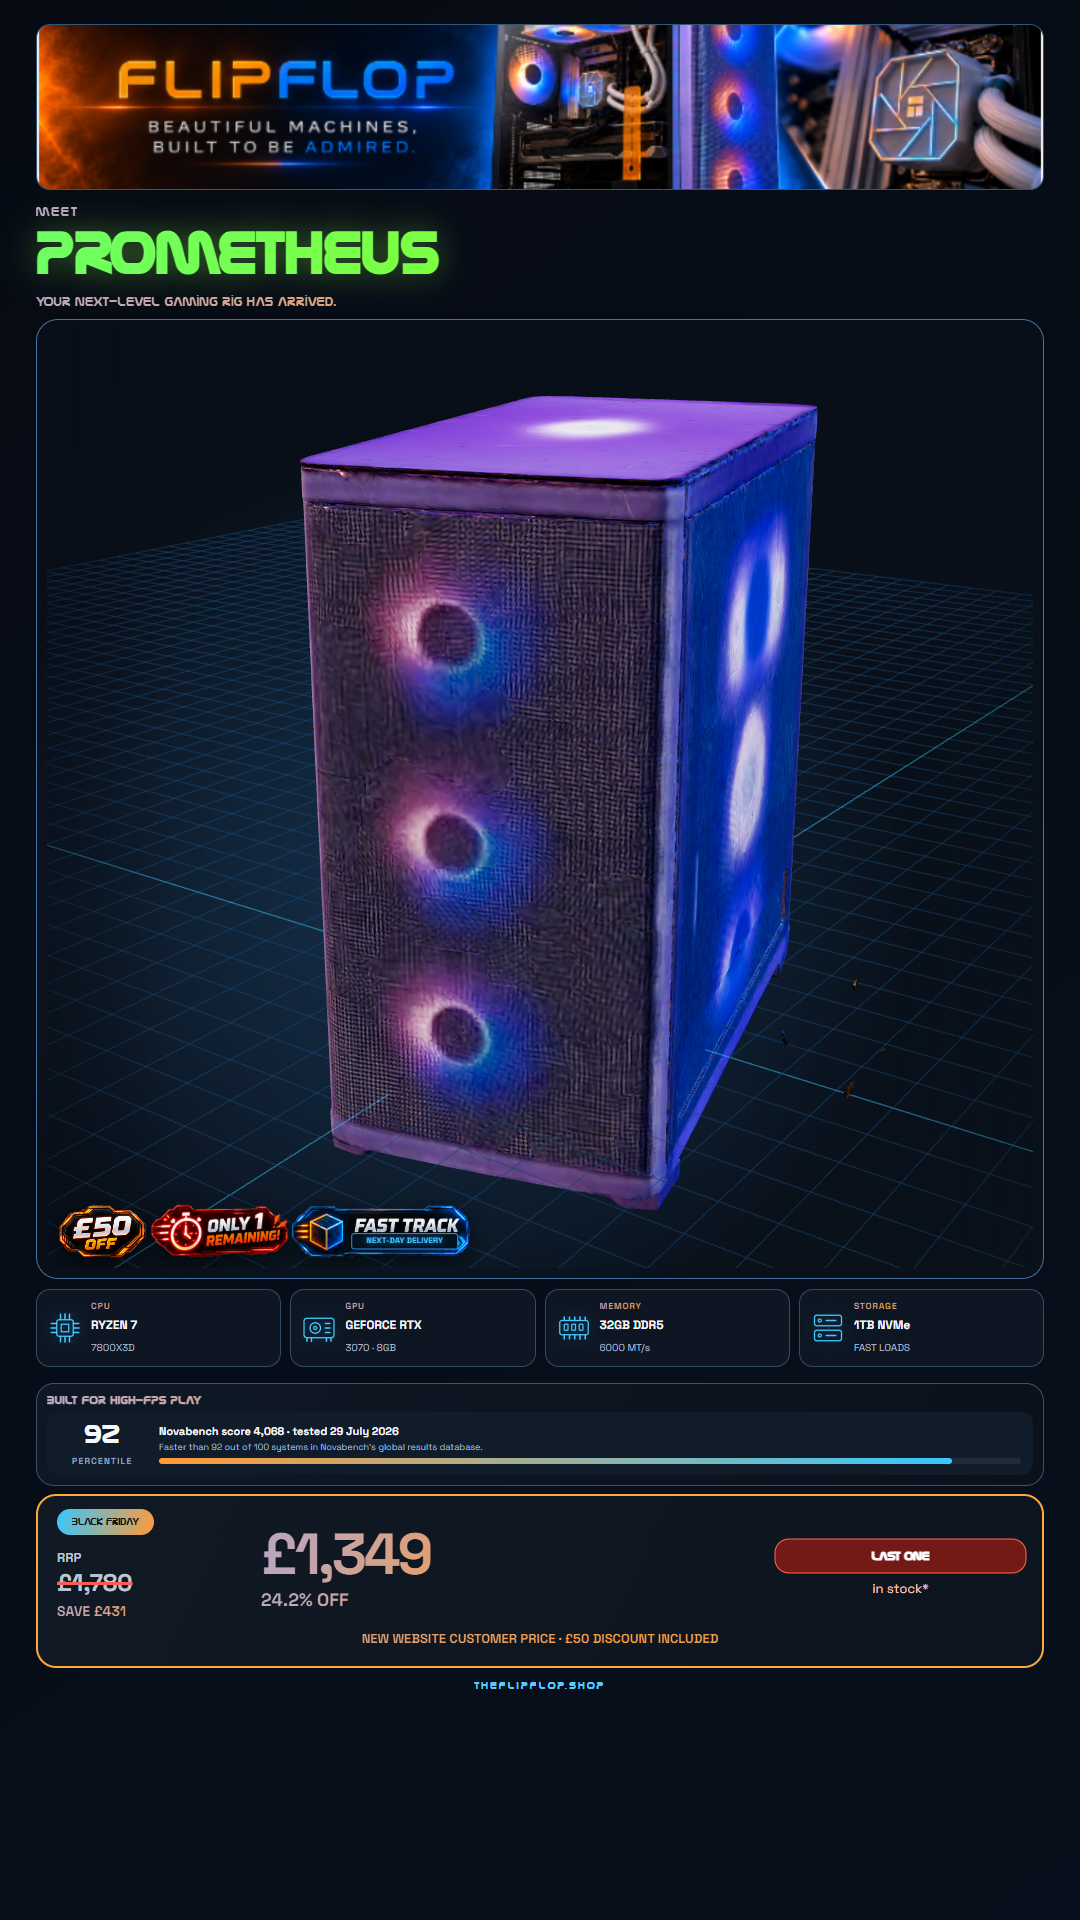 FLIPFLOP
BEAUTIFUL MACHINES,
BUILT TO BE ADMIRED.
MEET
PROMETHEUS
YOUR NEXT-LEVEL GAMING RIG HAS ARRIVED.
£50
OFF
ONLY 1
REMAINING!
FAST TRACK
NEXT-DAY DELIVERY
CPU
RYZEN 7
7800X3D
GPU
GEFORCE RTX
3070 · 8GB
MEMORY
32GB DDR5
6000 MT/s
STORAGE
1TB NVMe
FAST LOADS
BUILT FOR HIGH-FPS PLAY
92
PERCENTILE
Novabench score 4,068 · tested 29 July 2026
Faster than 92 out of 100 systems in Novabench's global results database.
BLACK FRIDAY
RRP
£1,780
SAVE £431
£1,349
24.2% OFF
LAST ONE
in stock*
NEW WEBSITE CUSTOMER PRICE · £50 DISCOUNT INCLUDED
THEFLIPFLOP.SHOP